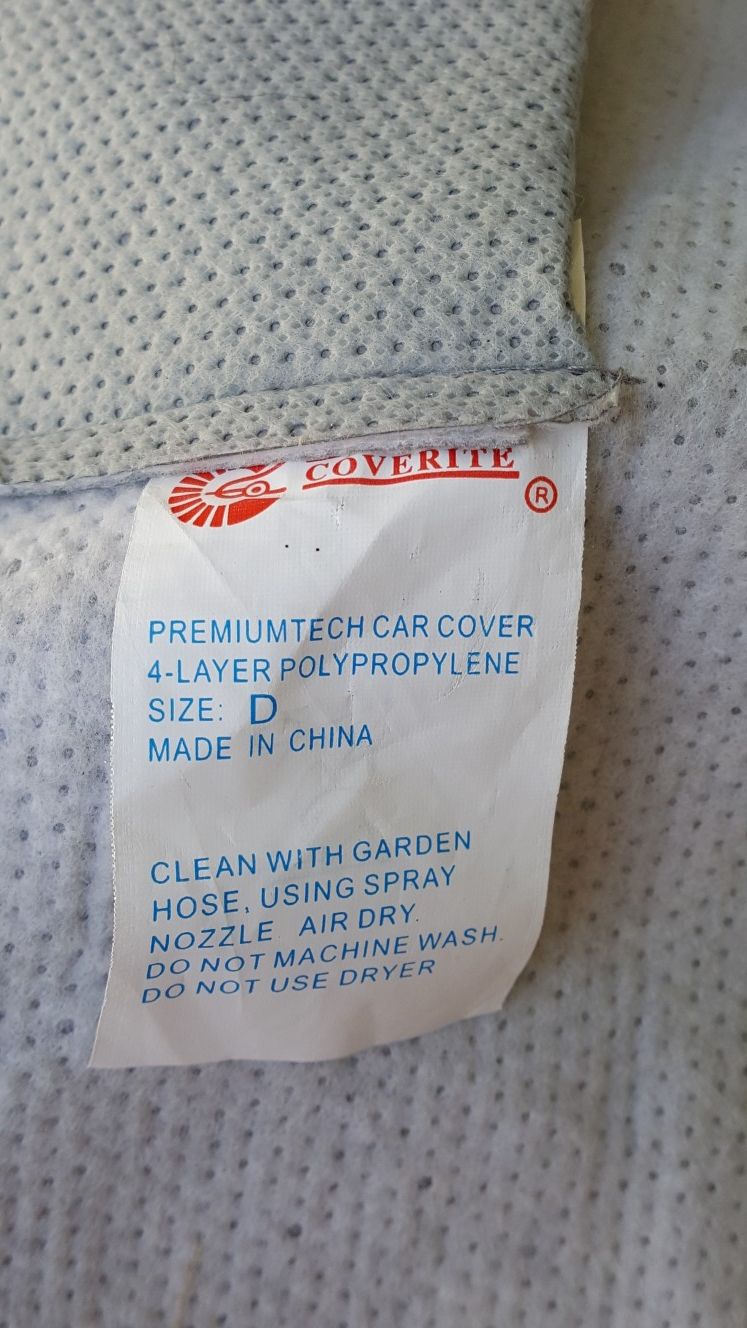 COVERITE
®
PREMIUMTECH CAR COVER
4-LAYER POLYPROPYLENE
SIZE: D
MADE IN CHINA
CLEAN WITH GARDEN
HOSE, USING SPRAY
NOZZLE AIR DRY.
DO NOT MACHINE WASH.
DO NOT USE DRYER